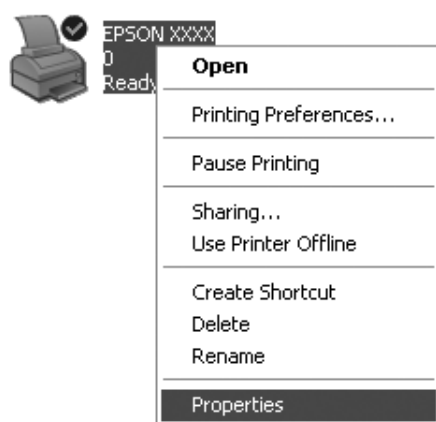 EPSON XXXX
0
Ready
Open
Printing Preferences...
Pause Printing
Sharing...
Use Printer Offline
Create Shortcut
Delete
Rename
Properties